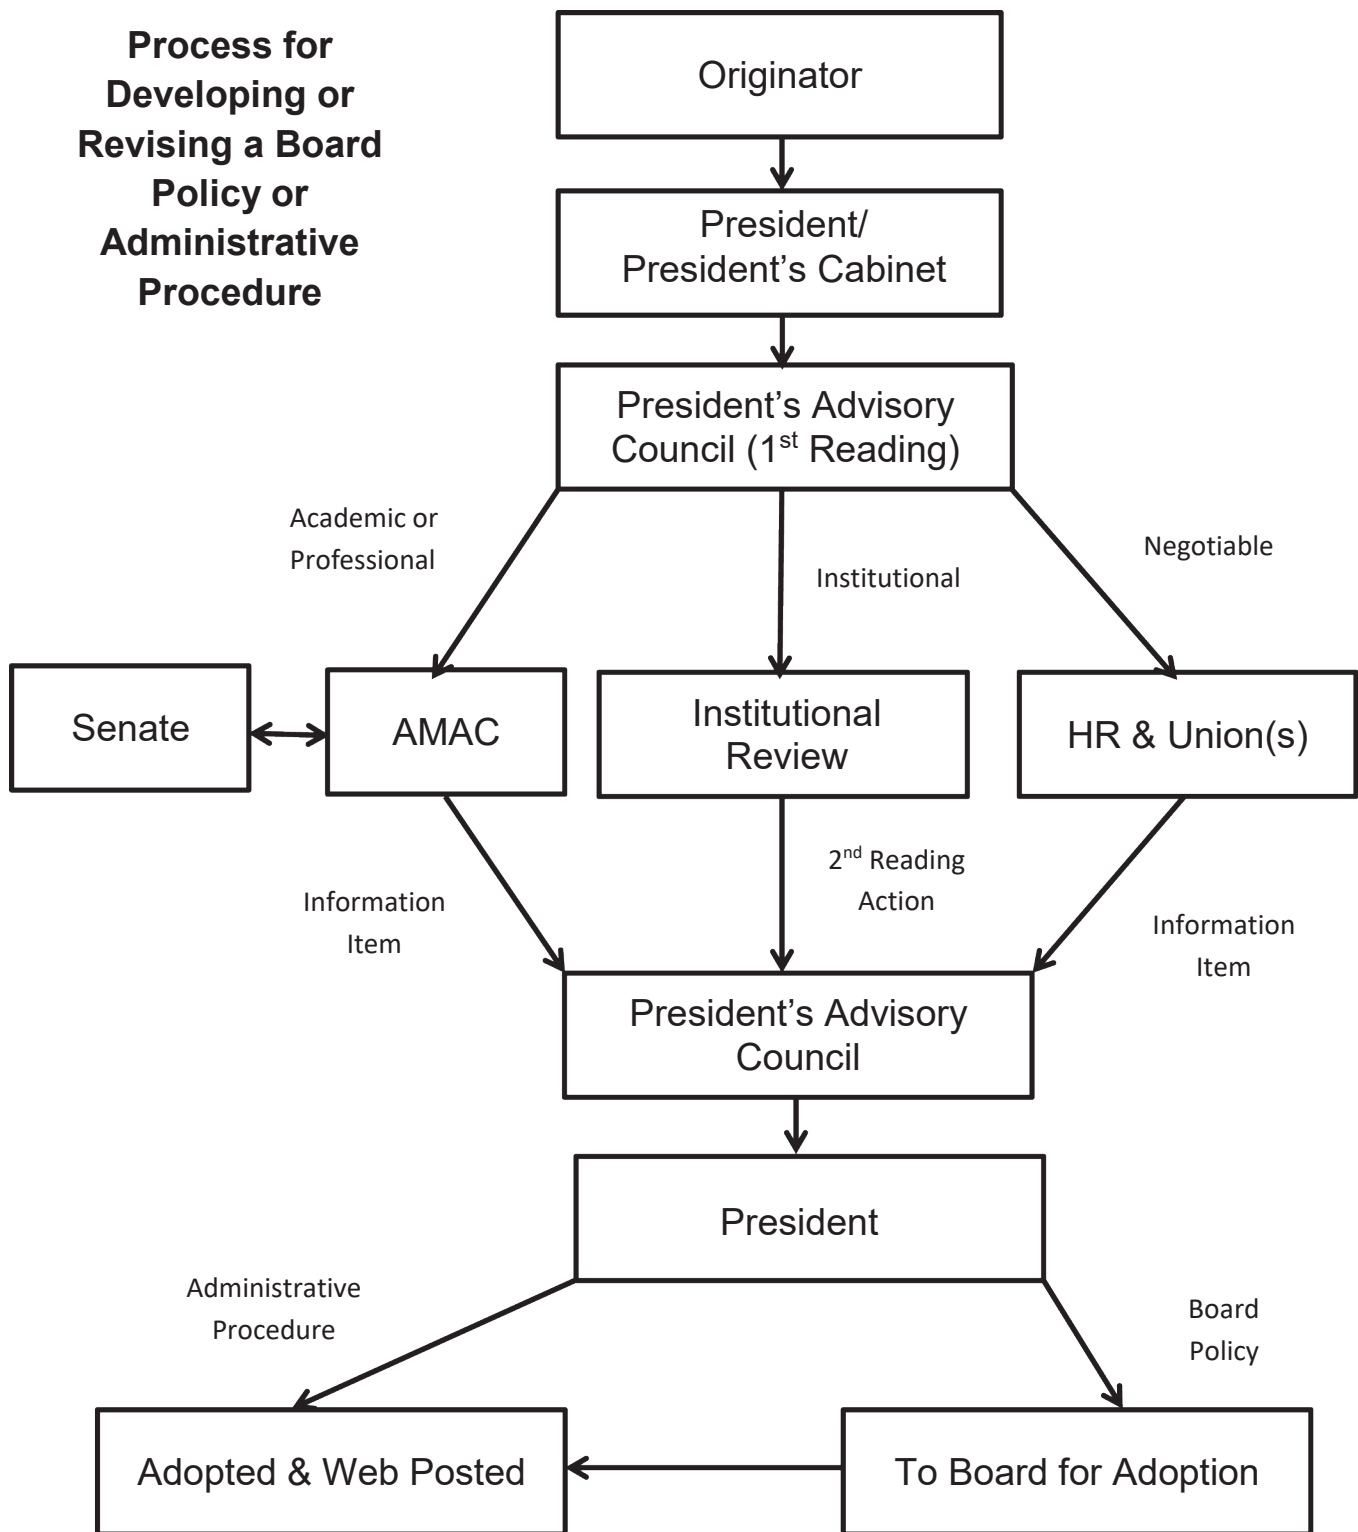 Process for
Developing or
Revising a Board
Policy or
Administrative
Procedure
Originator
President/
President’s Cabinet
President’s Advisory
Council (1st Reading)
Academic or
Professional
Institutional
Negotiable
Senate
AMAC
Institutional
Review
HR & Union(s)
Information
Item
2nd Reading
Action
Information
Item
President’s Advisory
Council
President
Administrative
Procedure
Board
Policy
Adopted & Web Posted
To Board for Adoption